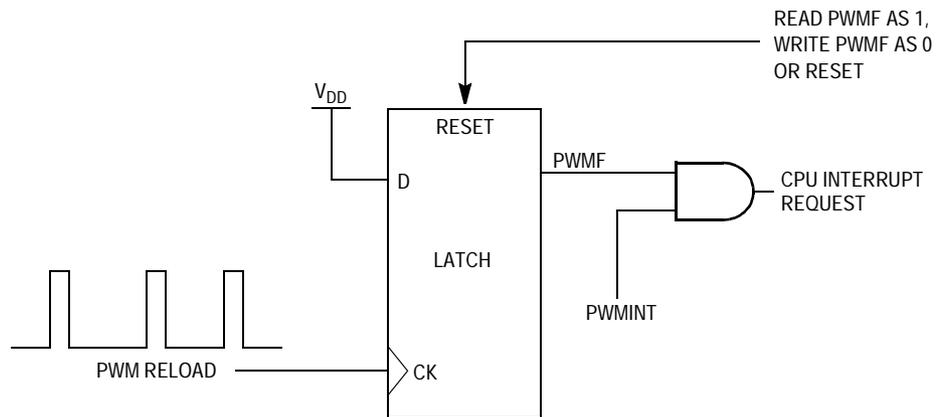 READ PWMF AS 1,
WRITE PWMF AS 0
OR RESET
VDD
RESET
PWMF
D
CPU INTERRUPT
REQUEST
LATCH
PWMINT
PWM RELOAD
CK